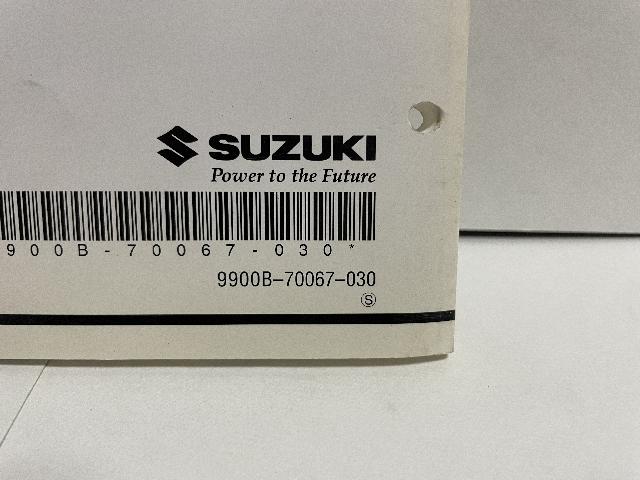 SUZUKI
Power to the Future
900B-70067-030*
9900B-70067-030
S